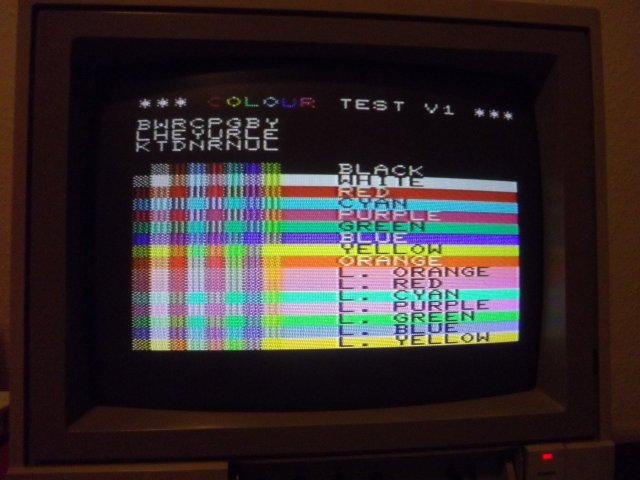 *** COLOUR TEST V1 ***
BWRCPGBY
LHEYURLE
KTDNRNUL
BLACK
WHITE
RED
CYAN
PURPLE
GREEN
BLUE
YELLOW
ORANGE
L. ORANGE
L. RED
L. CYAN
L. PURPLE
L. GREEN
L. BLUE
L. YELLOW